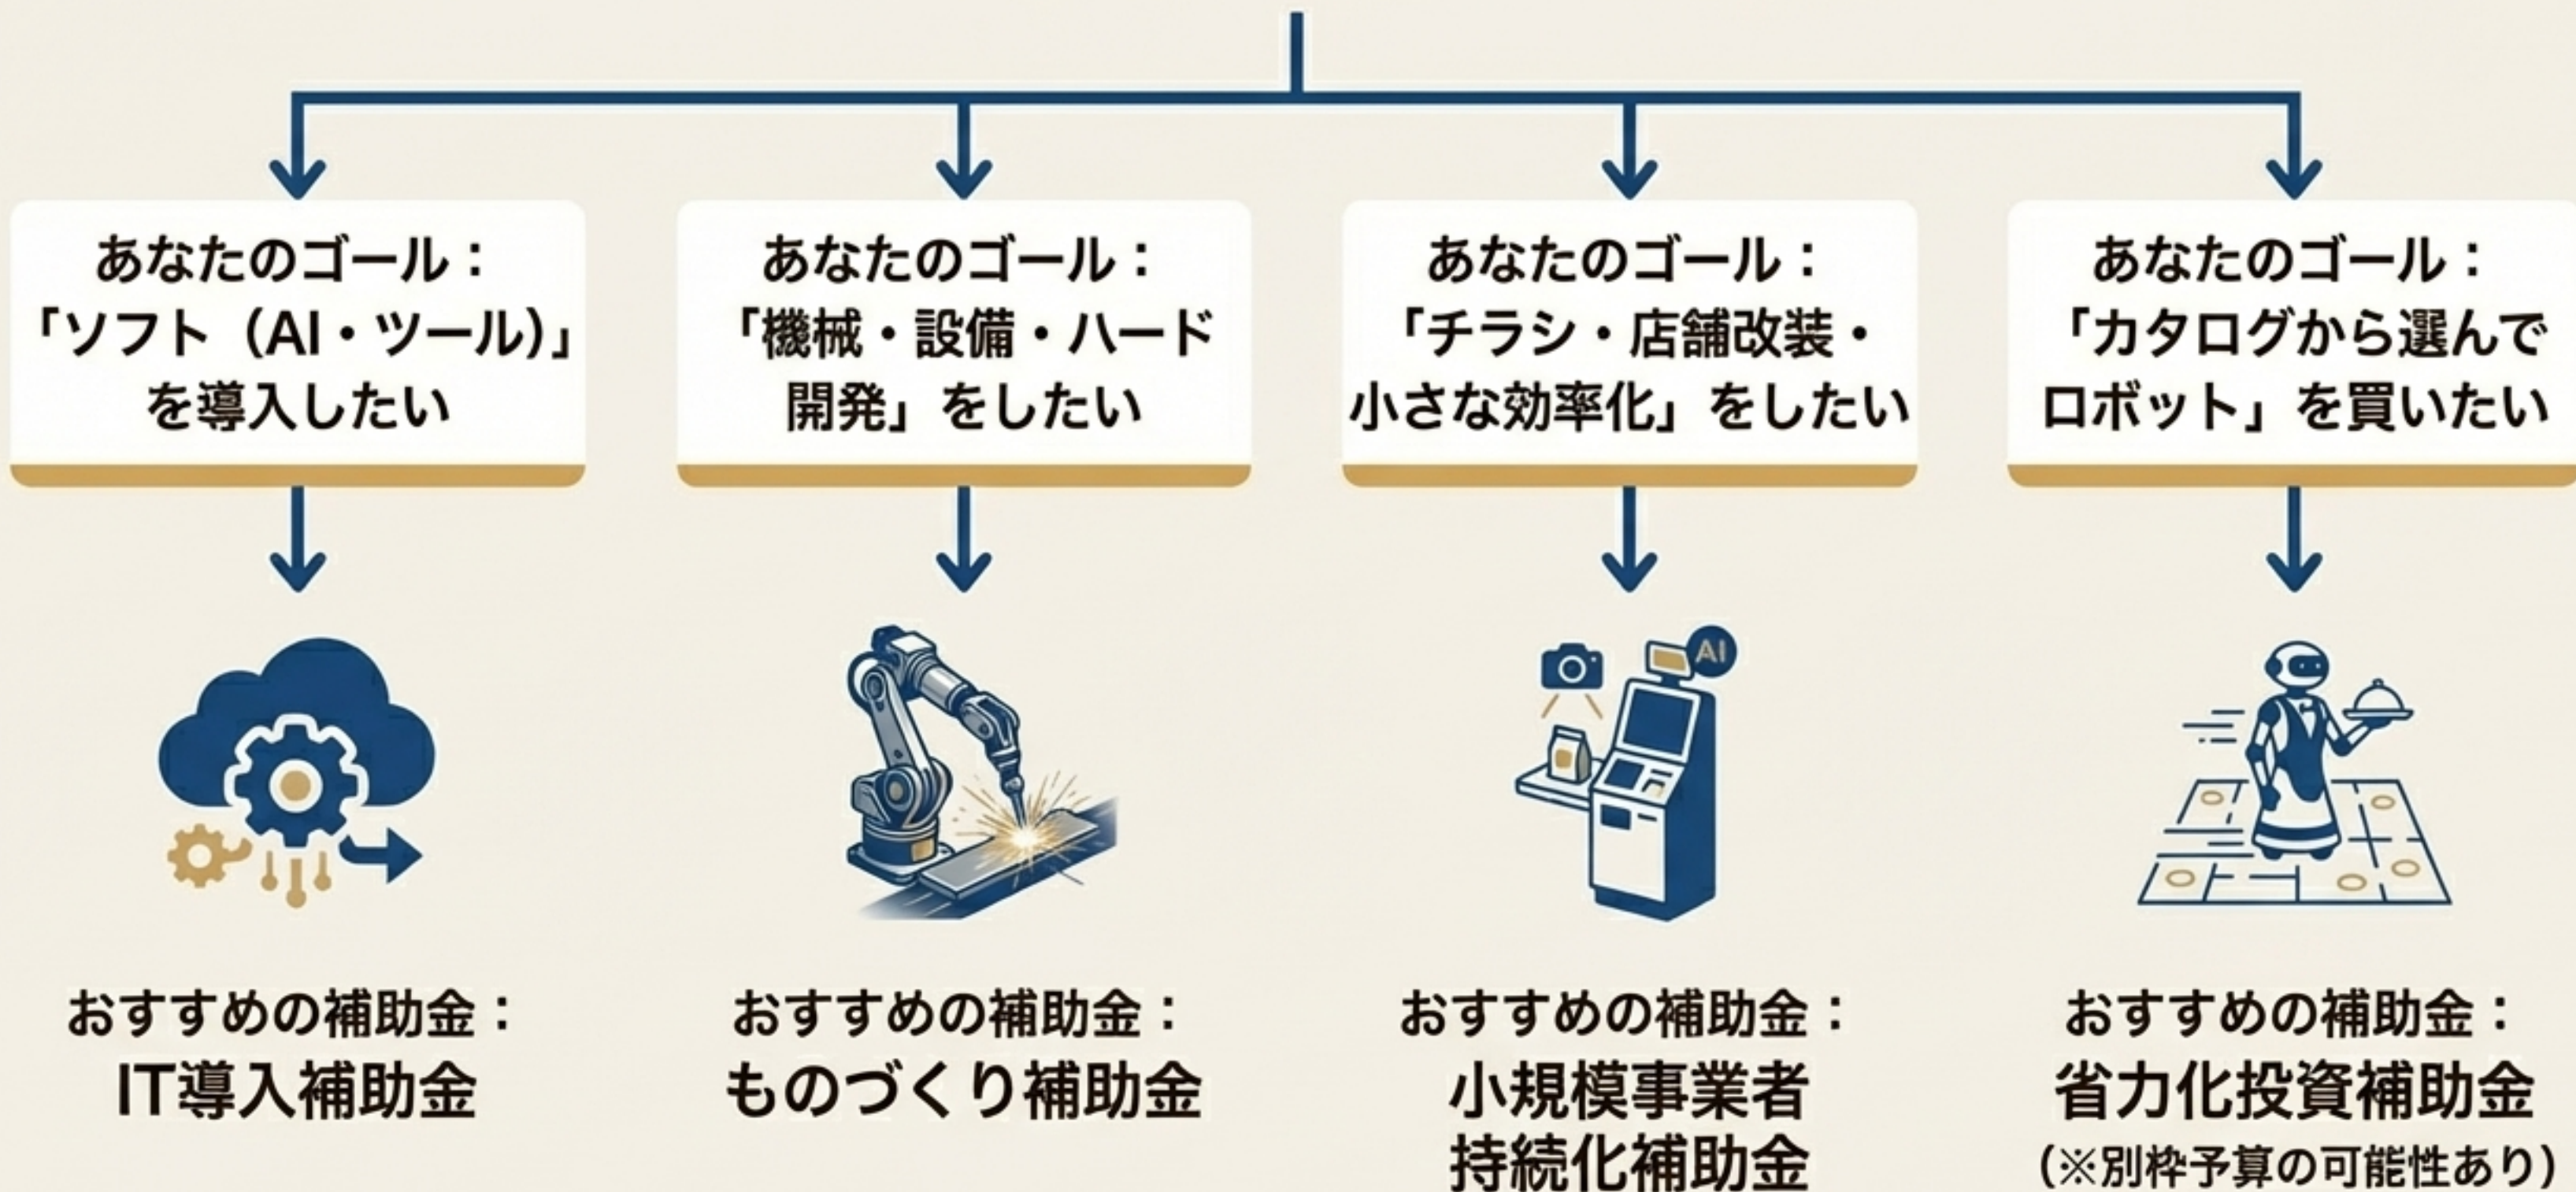 あなたのゴール：
「ソフト（AI・ツール）」
を導入したい
あなたのゴール：
「機械・設備・ハード
開発」をしたい
あなたのゴール：
「チラシ・店舗改装・
小さな効率化」をしたい
あなたのゴール：
「カタログから選んで
ロボット」を買いたい
AI
おすすめの補助金：
IT導入補助金
おすすめの補助金：
ものづくり補助金
おすすめの補助金：
小規模事業者
持続化補助金
おすすめの補助金：
省力化投資補助金
（※別枠予算の可能性あり）